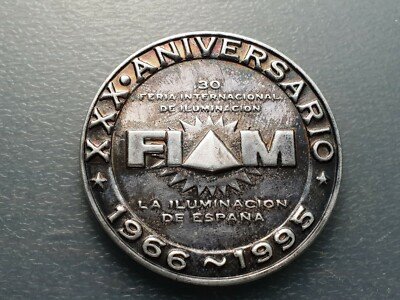 XXX • ANIVERSARIO
30
FERIA INTERNACIONAL
DE ILUMINACION
FIAM
LA ILUMINACION
DE ESPAÑA
★ 1966 ~ 1995 ★